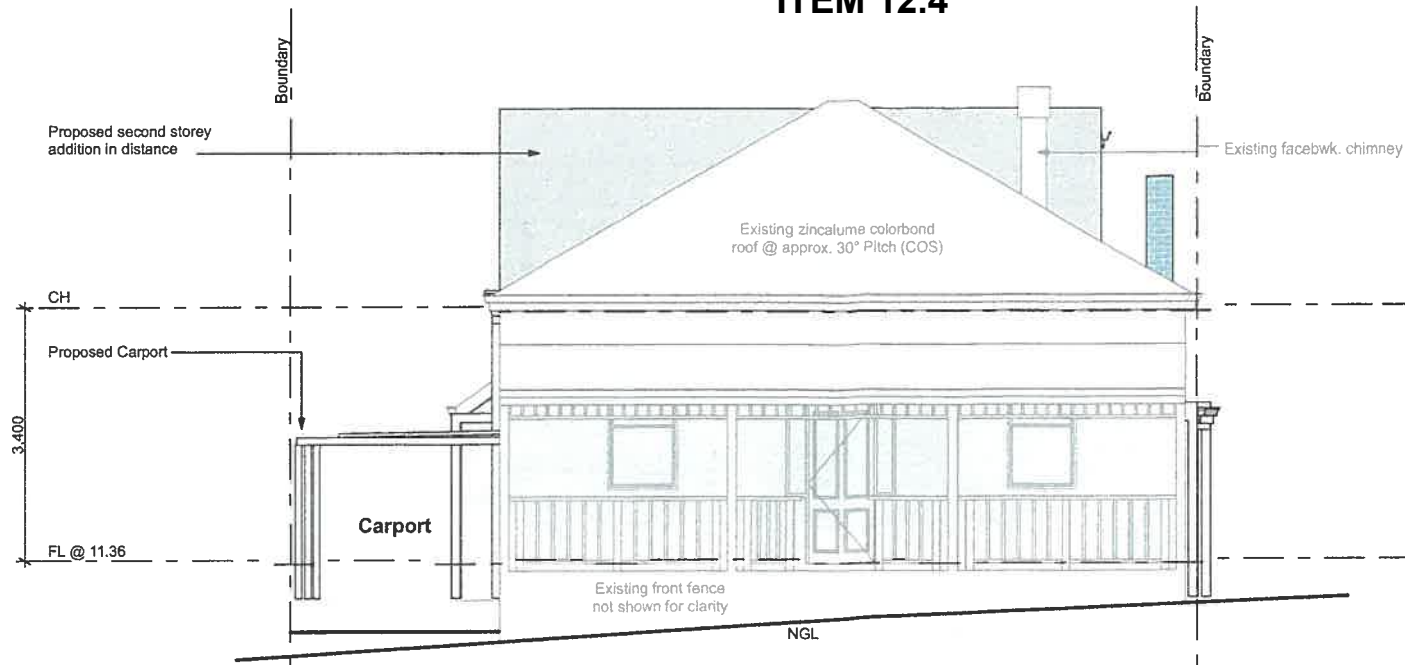 ITEM 12.4
Boundary
Boundary
Proposed second storey
addition in distance
Existing facebwk. chimney
Existing zincalume colorbond
roof @ approx. 30° Pitch (COS)
CH
Proposed Carport
3.400
Carport
FL @ 11.36
Existing front fence
not shown for clarity
NGL